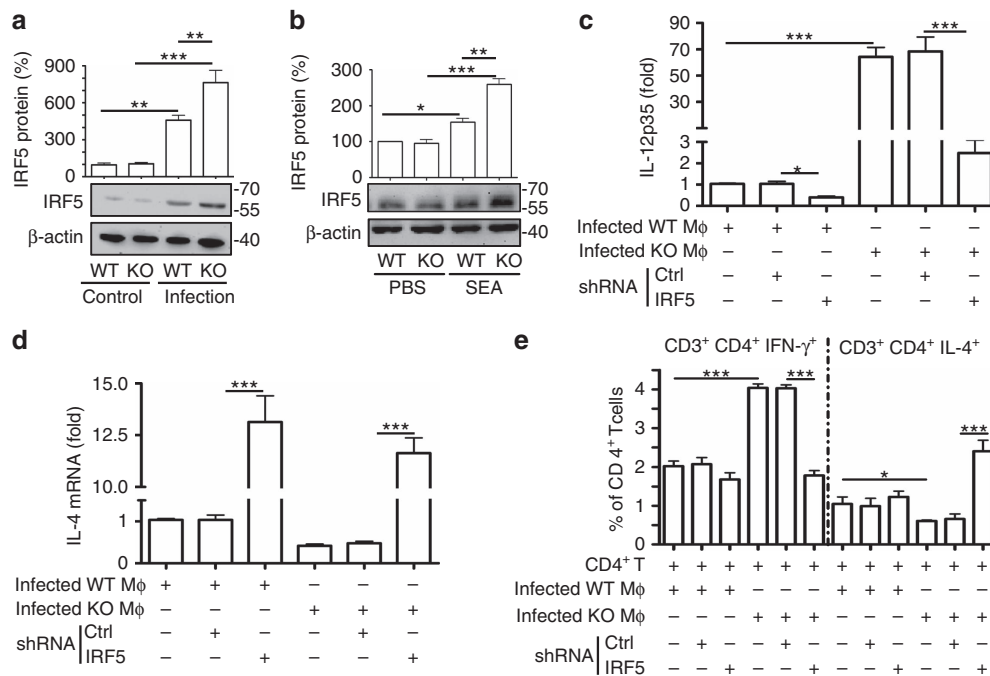 a
IRF5 protein (%)
900
600
300
0
**
***
**
IRF5
-70
-55
β-actin
-40
WT KO WT KO
Control Infection
b
IRF5 protein (%)
300
200
100
0
**
***
*
IRF5
-70
-55
β-actin
-40
WT KO WT KO
PBS SEA
c
IL-12p35 (fold)
90
70
50
30
2
1
0
***
***
*
Infected WT Mϕ + + + – – –
Infected KO Mϕ – – – + + +
shRNA
Ctrl – + – – + –
IRF5 – – + – – +
d
IL-4 mRNA (fold)
15.0
12.5
10.0
1
0
***
***
Infected WT Mϕ + + + – – –
Infected KO Mϕ – – – + + +
shRNA
Ctrl – + – – + –
IRF5 – – + – – +
e
CD3⁺ CD4⁺ IFN-γ⁺ CD3⁺ CD4⁺ IL-4⁺
% of CD 4⁺ Tcells
4
2
2
1
0
***
***
*
***
CD4⁺ T + + + + + + + + + + + +
Infected WT Mϕ + + + – – – + + + – – –
Infected KO Mϕ – – – + + + – – – + + +
shRNA
Ctrl – + – – + – – + – – + –
IRF5 – – + – – + – – + – – +